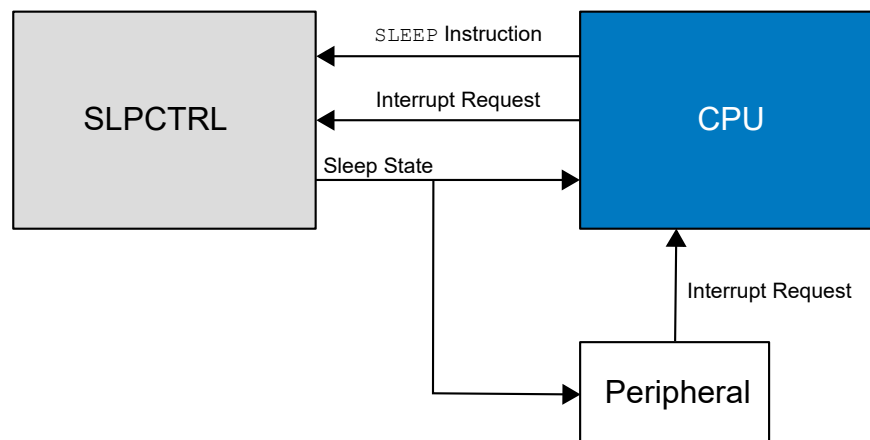 SLEEP Instruction
SLPCTRL
Interrupt Request
CPU
Sleep State
Interrupt Request
Peripheral